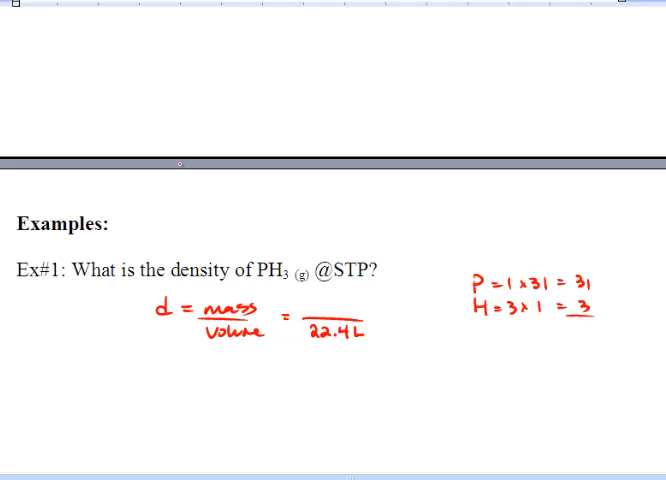 Examples:
Ex#1: What is the density of PH₃ (g) @STP?
P = 1 x 31 = 31
H = 3 x 1 = 3
d = mass / volume = / 22.4L